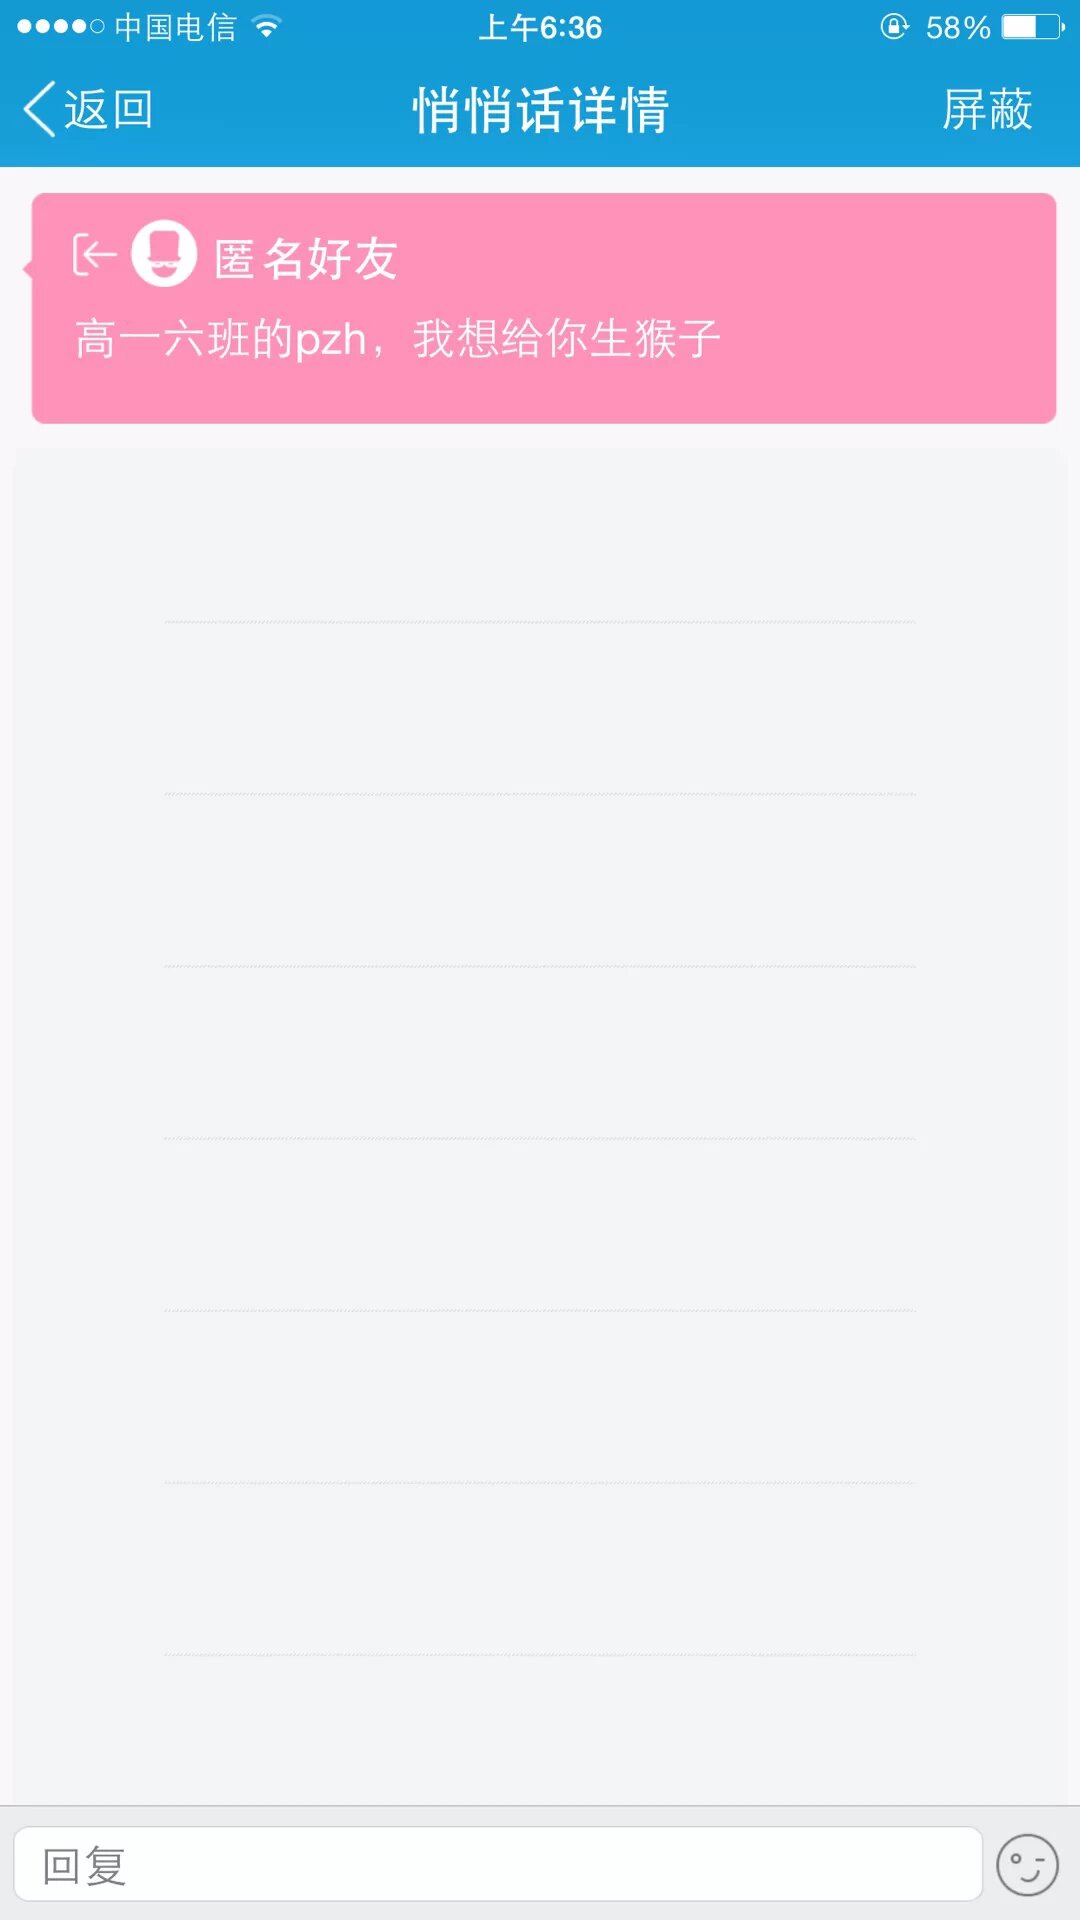 中国电信 上午6:36 58%
返回 悄悄话详情 屏蔽
匿名好友
高一六班的pzh，我想给你生猴子
回复